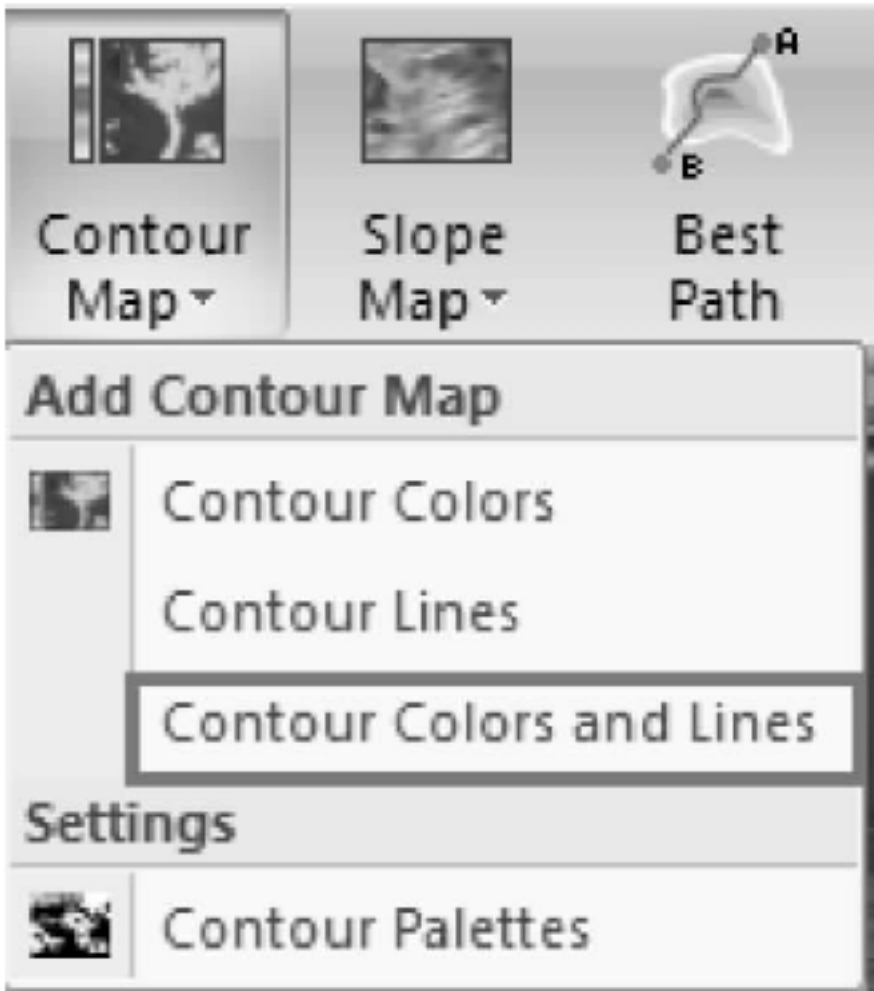 A
B
Contour Map
Slope Map
Best Path
Add Contour Map
Contour Colors
Contour Lines
Contour Colors and Lines
Settings
Contour Palettes